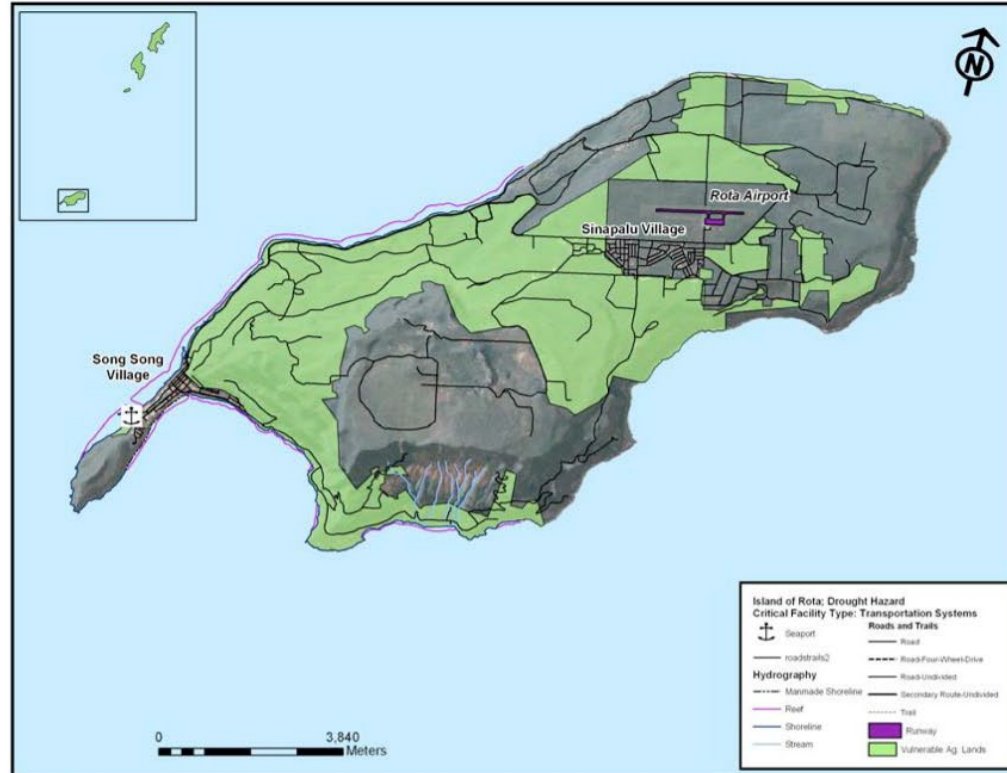 N
Rota Airport
Sinapalu Village
Song Song
Village
0
3,840
Meters
Island of Rota; Drought Hazard
Critical Facility Type: Transportation Systems
Seaport
roadstrails2
Hydrography
Manmade Shoreline
Reef
Shoreline
Stream
Roads and Trails
Road
Road-Four-Wheel-Drive
Road-Undivided
Secondary Route-Undivided
Trail
Runway
Vulnerable Ag. Lands